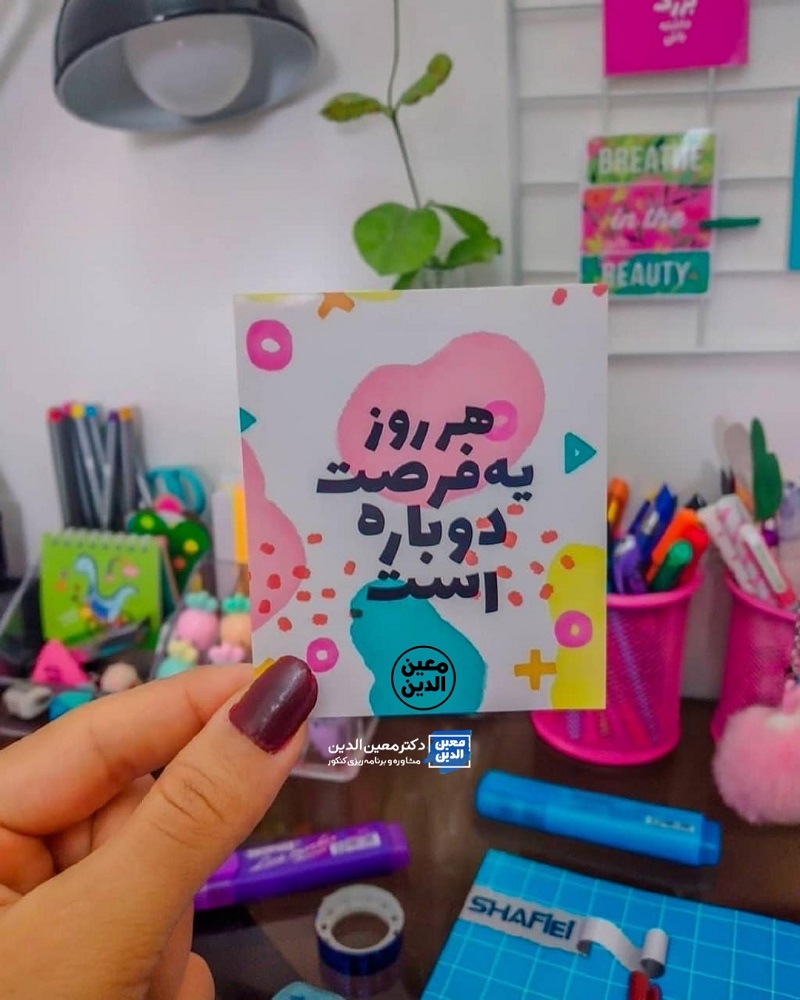 BREATHE
in the
BEAUTY
هر روز
یه فرصت
دوباره
است
معین
الدین
دکتر معین الدین
مشاوره و برنامه ریزی کنکور
معین
الدین
SHAFIEI